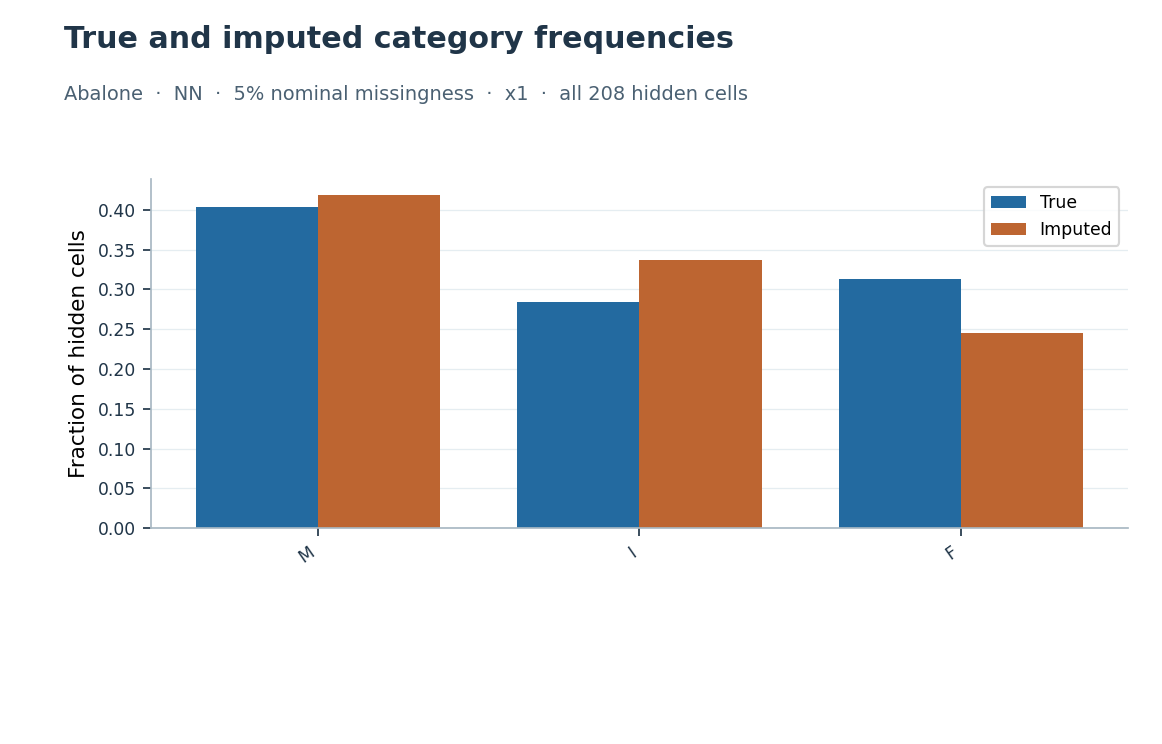 True and imputed category frequencies
Abalone · NN · 5% nominal missingness · x1 · all 208 hidden cells
True
Imputed
Fraction of hidden cells
0.40
0.35
0.30
0.25
0.20
0.15
0.10
0.05
0.00
M
I
F